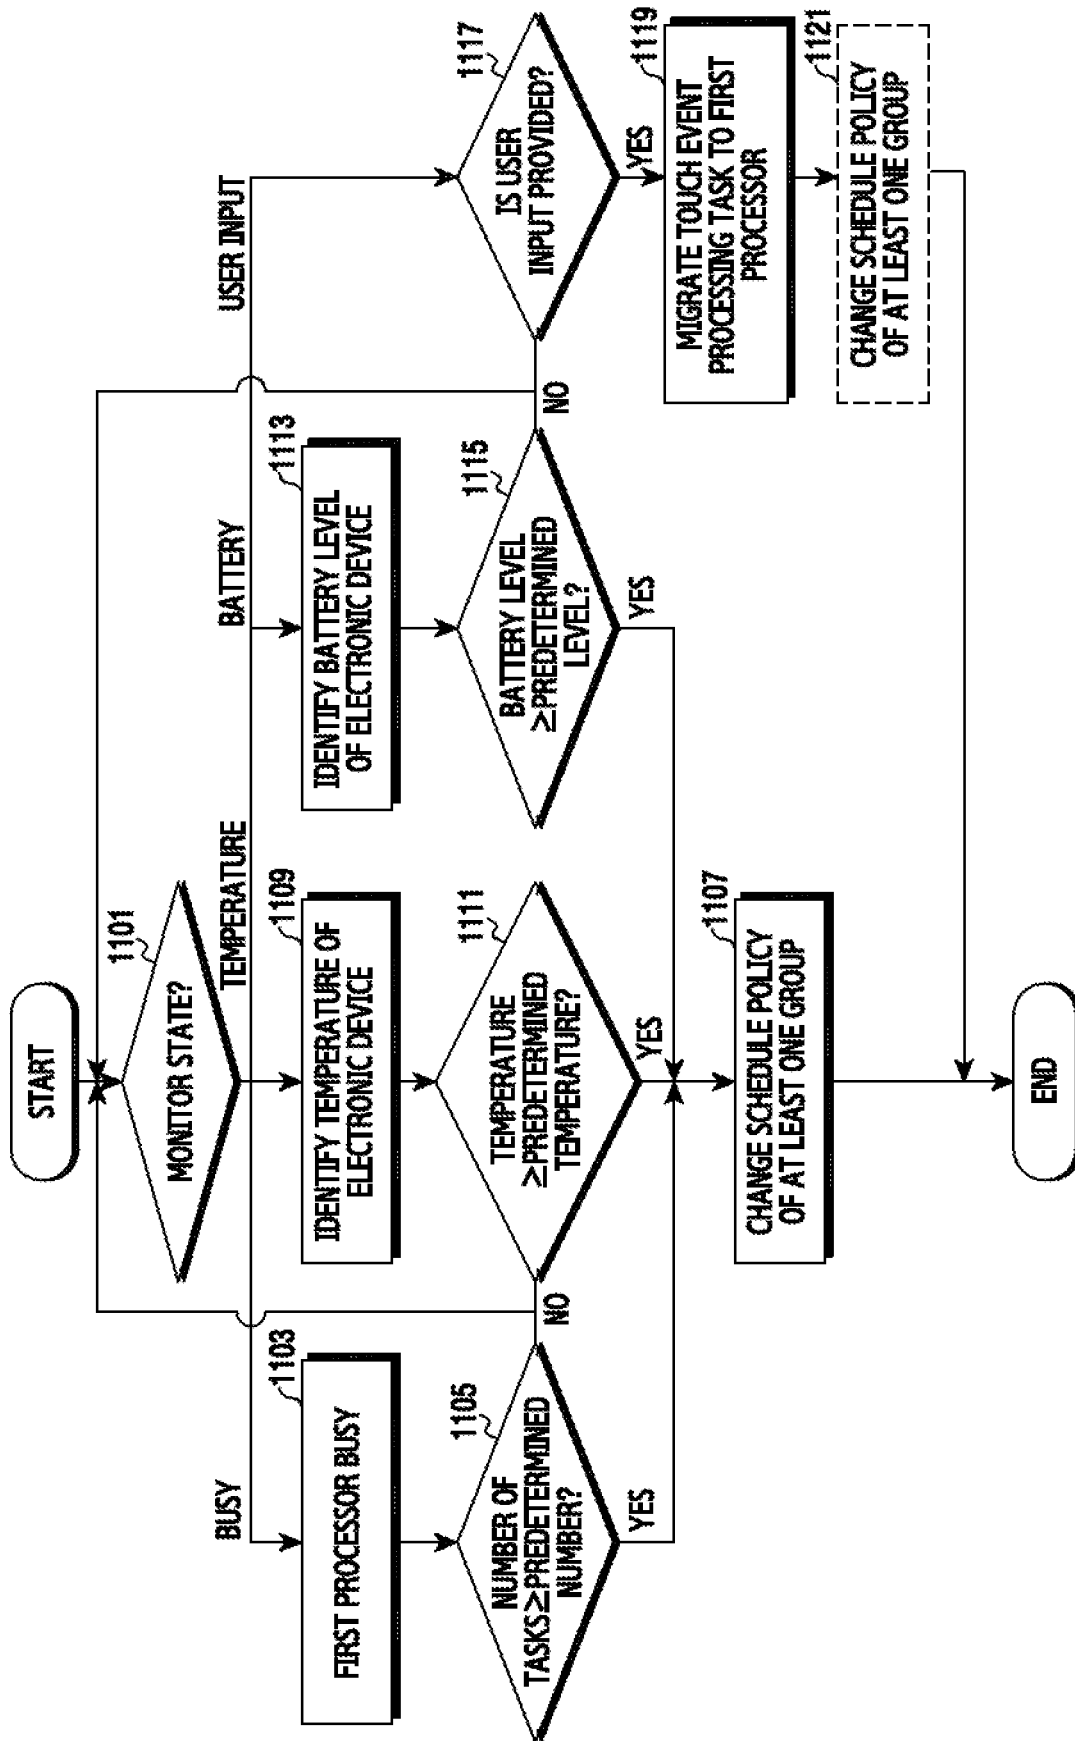 START
1101
MONITOR STATE?
BUSY
TEMPERATURE
BATTERY
USER INPUT
1103
FIRST PROCESSOR BUSY
1105
NUMBER OF
TASKS≥PREDETERMINED
NUMBER?
NO
YES
1109
IDENTIFY TEMPERATURE OF
ELECTRONIC DEVICE
1111
TEMPERATURE
≥PREDETERMINED
TEMPERATURE?
YES
1113
IDENTIFY BATTERY LEVEL
OF ELECTRONIC DEVICE
1115
BATTERY LEVEL
≥PREDETERMINED
LEVEL?
NO
YES
1117
IS USER
INPUT PROVIDED?
YES
1119
MIGRATE TOUCH EVENT
PROCESSING TASK TO FIRST
PROCESSOR
1121
CHANGE SCHEDULE POLICY
OF AT LEAST ONE GROUP
1107
CHANGE SCHEDULE POLICY
OF AT LEAST ONE GROUP
END